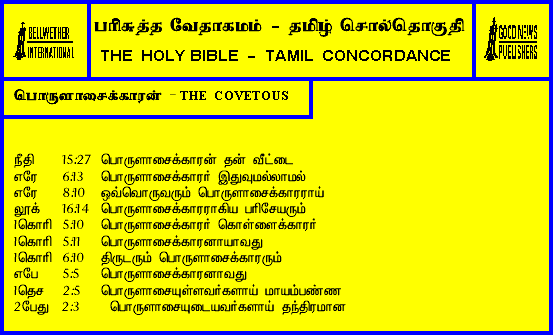 BELLWETHER
INTERNATIONAL
பரிசுத்த வேதாகமம் - தமிழ் சொல்தொகுதி
THE HOLY BIBLE - TAMIL CONCORDANCE
GOOD NEWS
PUBLISHERS
பொருளாசைக்காரன் - THE COVETOUS
நீதி 15:27 பொருளாசைக்காரன் தன் வீட்டை
எரே 6:13 பொருளாசைக்காரர் இதுவுமல்லாமல்
எரே 8:10 ஒவ்வொருவரும் பொருளாசைக்காரராய்
லூக் 16:14 பொருளாசைக்காரராகிய பரிசேயரும்
1கொரி 5:10 பொருளாசைக்காரர் கொள்ளைக்காரர்
1கொரி 5:11 பொருளாசைக்காரனாயாவது
1கொரி 6:10 திருடரும் பொருளாசைக்காரரும்
எபே 5:5 பொருளாசைக்காரனாவது
1தெச 2:5 பொருளாசையுள்ளவர்களாய் மாயம்பண்ண
2பேது 2:3 பொருளாசையுடையவர்களாய் தந்திரமான